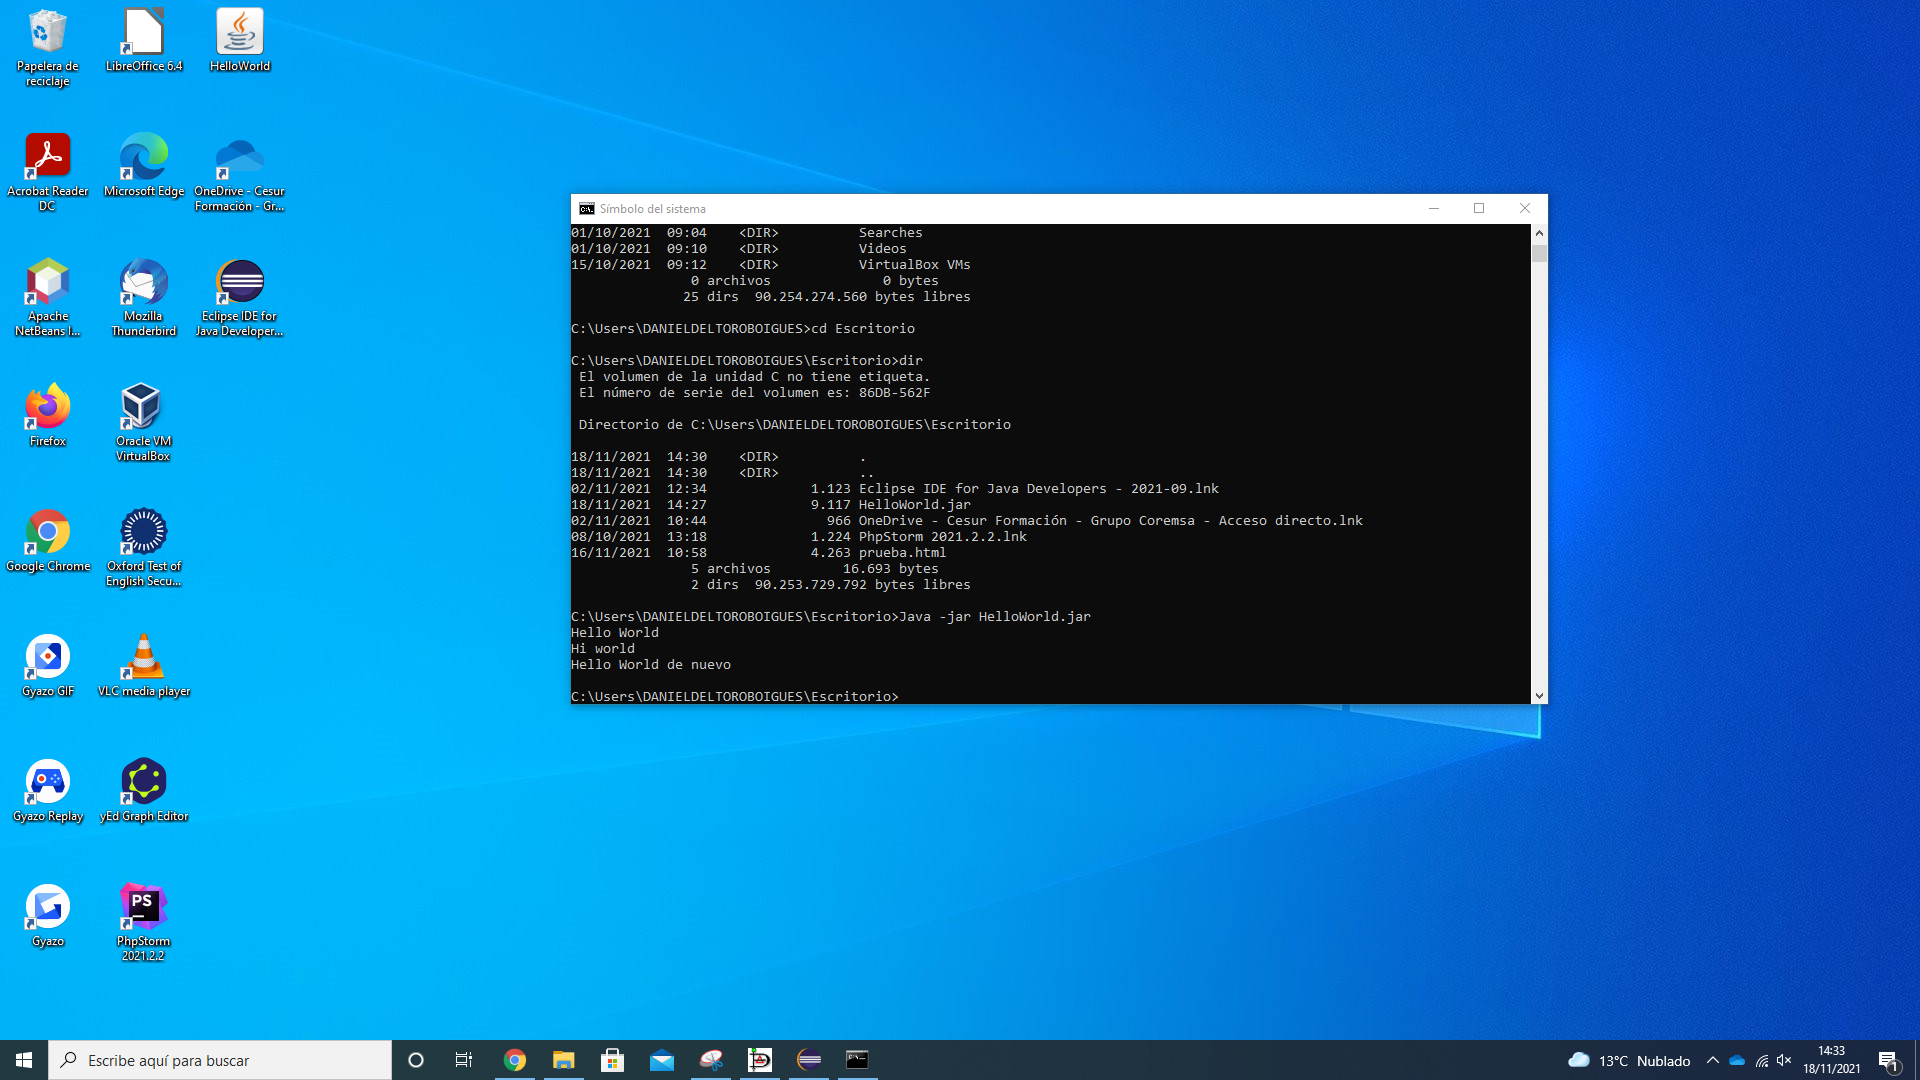 Papelera de
reciclaje
LibreOffice 6.4
HelloWorld
Acrobat Reader
DC
Microsoft Edge
OneDrive - Cesur
Formación - Gr...
Apache
NetBeans I...
Mozilla
Thunderbird
Eclipse IDE for
Java Developer...
Firefox
Oracle VM
VirtualBox
Google Chrome
Oxford Test of
English Secu...
Gyazo GIF
VLC media player
Gyazo Replay
yEd Graph Editor
Gyazo
PS
PhpStorm
2021.2.2
C:\.
Símbolo del sistema
01/10/2021  09:04    <DIR>          Searches
01/10/2021  09:10    <DIR>          Videos
15/10/2021  09:12    <DIR>          VirtualBox VMs
0 archivos              0 bytes
25 dirs  90.254.274.560 bytes libres
C:\Users\DANIELDELTOROBOIGUES>cd Escritorio
C:\Users\DANIELDELTOROBOIGUES\Escritorio>dir
El volumen de la unidad C no tiene etiqueta.
El número de serie del volumen es: 86DB-562F
Directorio de C:\Users\DANIELDELTOROBOIGUES\Escritorio
18/11/2021  14:30    <DIR>          .
18/11/2021  14:30    <DIR>          ..
02/11/2021  12:34             1.123 Eclipse IDE for Java Developers - 2021-09.lnk
18/11/2021  14:27             9.117 HelloWorld.jar
02/11/2021  10:44               966 OneDrive - Cesur Formación - Grupo Coremsa - Acceso directo.lnk
08/10/2021  13:18             1.224 PhpStorm 2021.2.2.lnk
16/11/2021  10:58             4.263 prueba.html
5 archivos         16.693 bytes
2 dirs  90.253.729.792 bytes libres
C:\Users\DANIELDELTOROBOIGUES\Escritorio>Java -jar HelloWorld.jar
Hello World
Hi world
Hello World de nuevo
C:\Users\DANIELDELTOROBOIGUES\Escritorio>
Escribe aquí para buscar
13°C  Nublado
14:33
18/11/2021
1